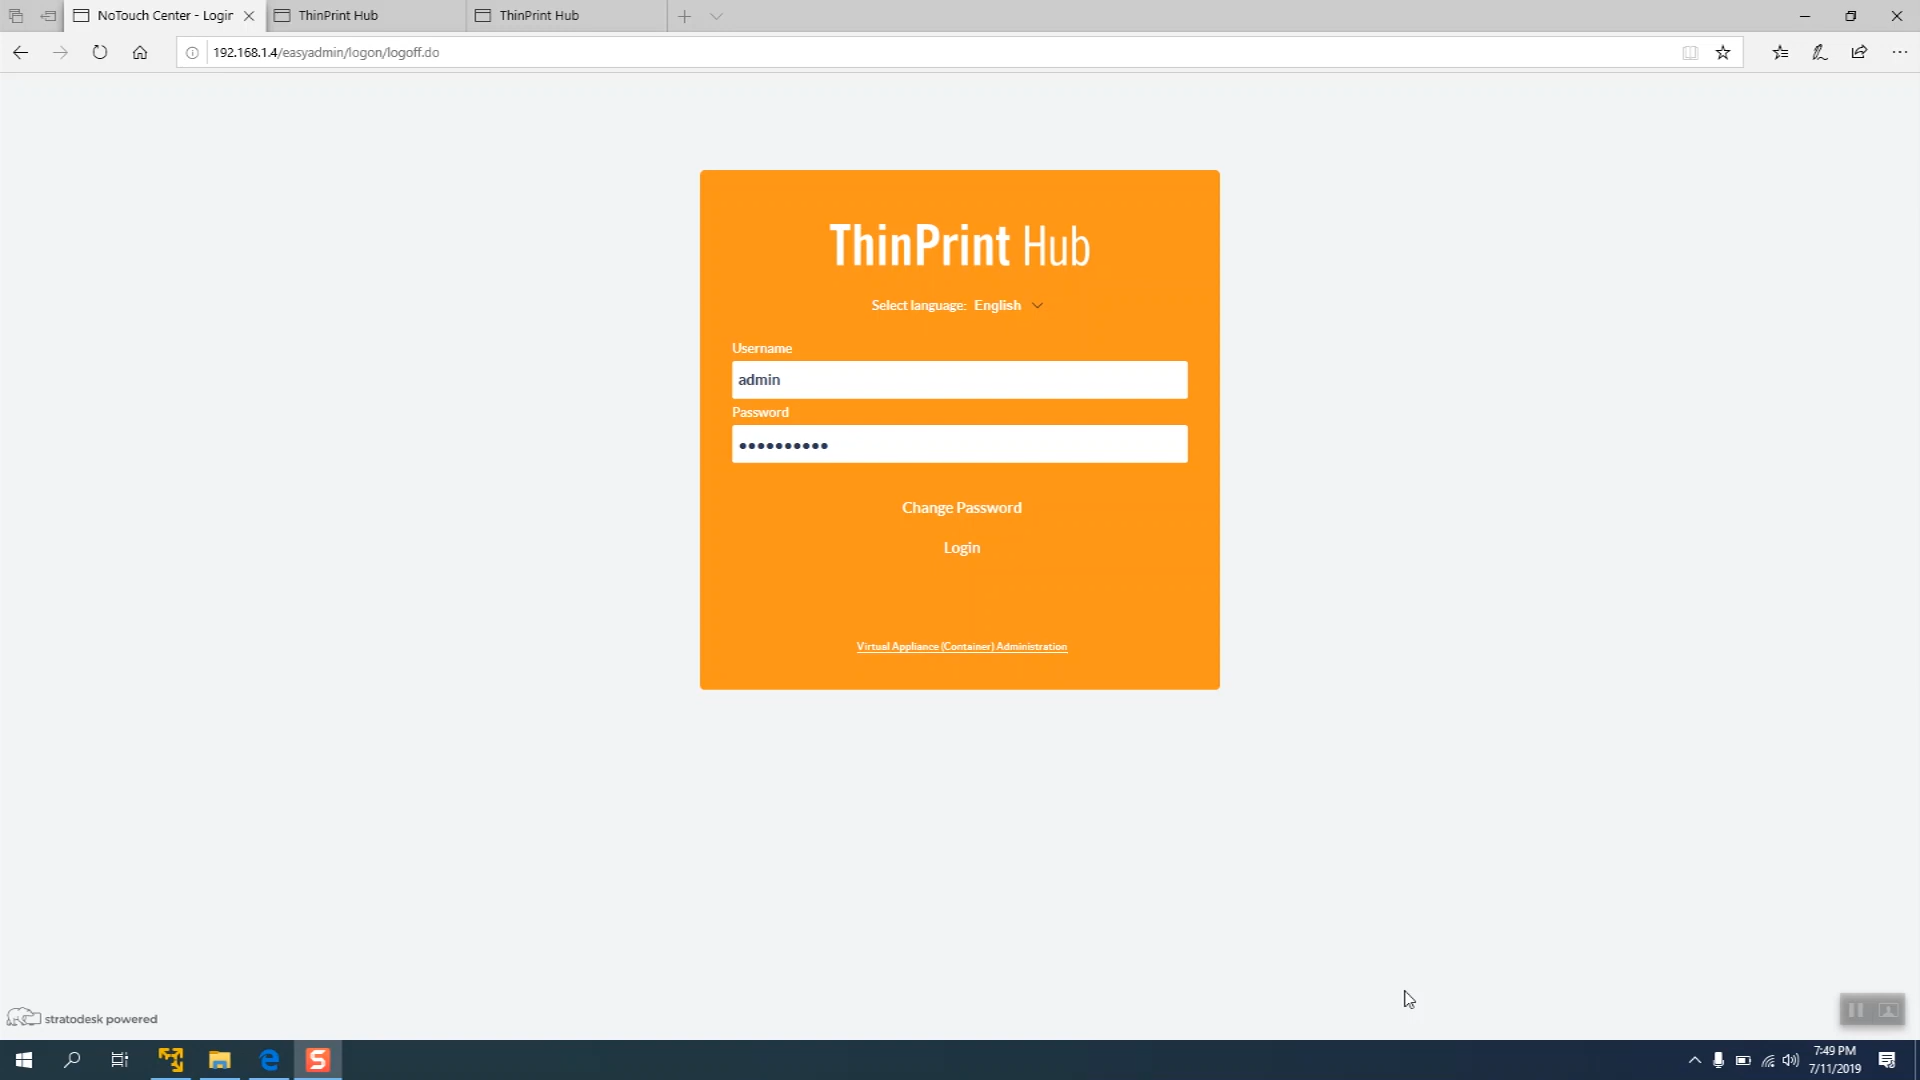 NoTouch Center - Login
ThinPrint Hub
ThinPrint Hub
192.168.1.4/easyadmin/logon/logoff.do
ThinPrint Hub
Select language: English
Username
admin
Password
Change Password
Login
Virtual Appliance (Container) Administration
stratodesk powered
7:49 PM
7/11/2019